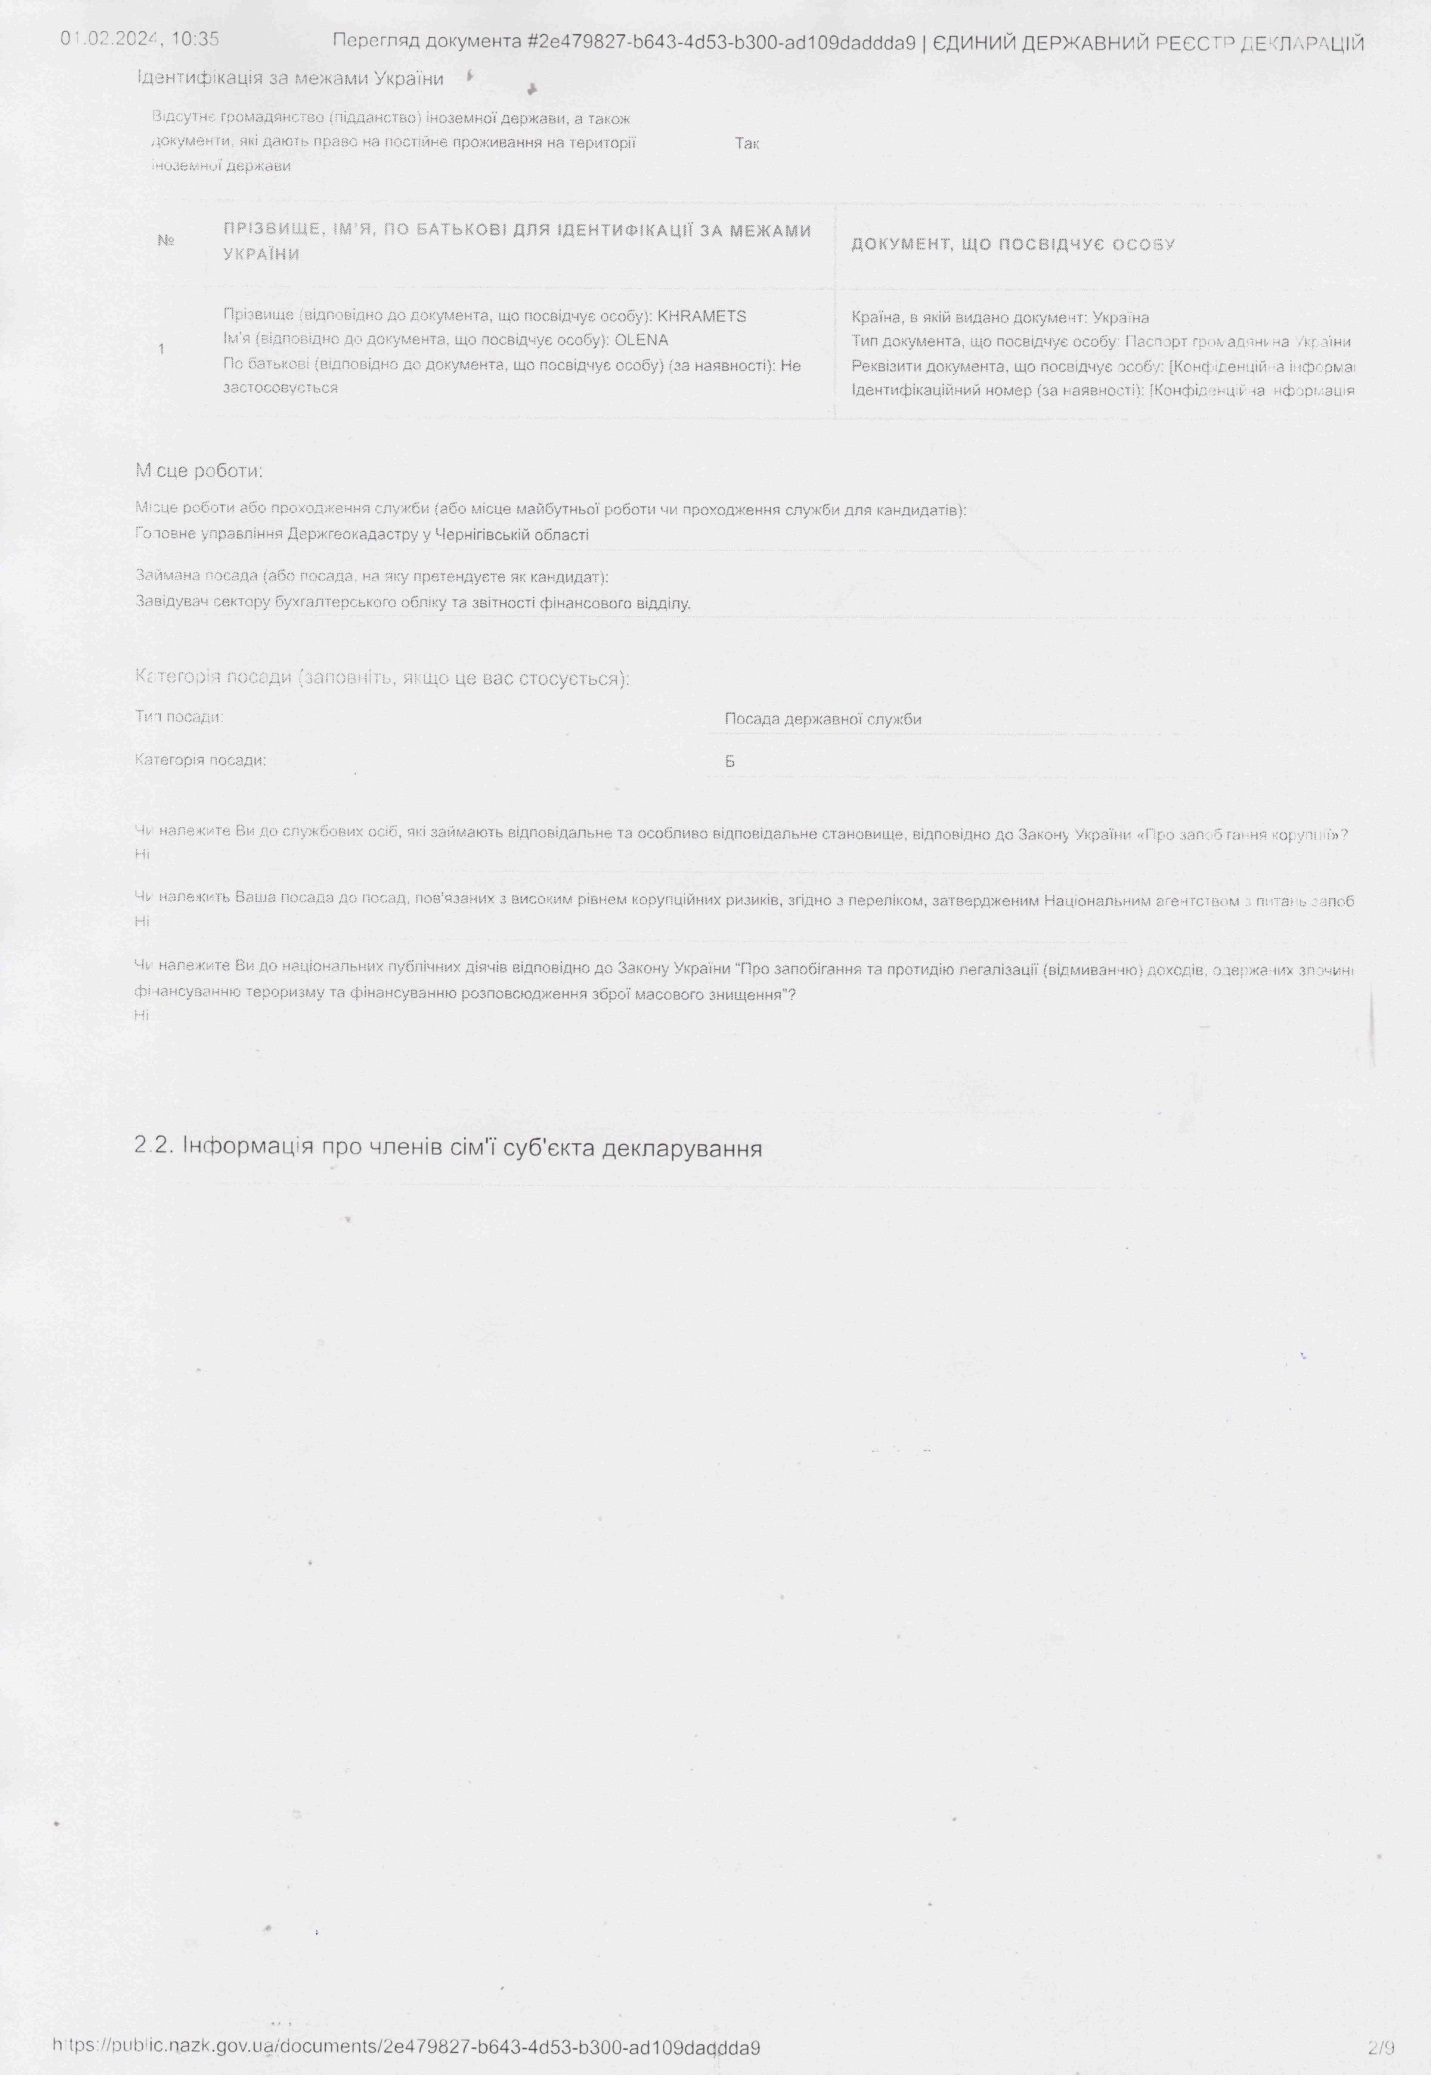 01.02.2024, 10:35 Перегляд документа #2e479827-b643-4d53-b300-ad109daddda9 | ЄДИНИЙ ДЕРЖАВНИЙ РЕЄСТР ДЕКЛАРАЦІЙ
Ідентифікація за межами України
Відсутнє громадянство (підданство) іноземної держави, а також
документи, які дають право на постійне проживання на території Так
іноземної держави
№ ПРІЗВИЩЕ, ІМ'Я, ПО БАТЬКОВІ ДЛЯ ІДЕНТИФІКАЦІЇ ЗА МЕЖАМИ
УКРАЇНИ
ДОКУМЕНТ, ЩО ПОСВІДЧУЄ ОСОБУ
1
Прізвище (відповідно до документа, що посвідчує особу): KHRAMETS
Ім'я (відповідно до документа, що посвідчує особу): OLENA
По батькові (відповідно до документа, що посвідчує особу) (за наявності): Не
застосовується
Країна, в якій видано документ: Україна
Тип документа, що посвідчує особу: Паспорт громадянина України
Реквізити документа, що посвідчує особу: [Конфіденційна інформа
Ідентифікаційний номер (за наявності): [Конфіденційна інформація
Місце роботи:
Місце роботи або проходження служби (або місце майбутньої роботи чи проходження служби для кандидатів):
Головне управління Держгеокадастру у Чернігівській області
Займана посада (або посада, на яку претендуєте як кандидат):
Завідувач сектору бухгалтерського обліку та звітності фінансового відділу.
Категорія посади (заповніть, якщо це вас стосується):
Тип посади: Посада державної служби
Категорія посади: Б
Чи належите Ви до службових осіб, які займають відповідальне та особливо відповідальне становище, відповідно до Закону України «Про запобігання корупції»?
Ні
Чи належить Ваша посада до посад, пов'язаних з високим рівнем корупційних ризиків, згідно з переліком, затвердженим Національним агентством з питань запоб
Ні
Чи належите Ви до національних публічних діячів відповідно до Закону України "Про запобігання та протидію легалізації (відмиванню) доходів, одержаних злочинн
фінансуванню тероризму та фінансуванню розповсюдження зброї масового знищення"?
Ні
2.2. Інформація про членів сім'ї суб'єкта декларування
https://public.nazk.gov.ua/documents/2e479827-b643-4d53-b300-ad109daddda9 2/9